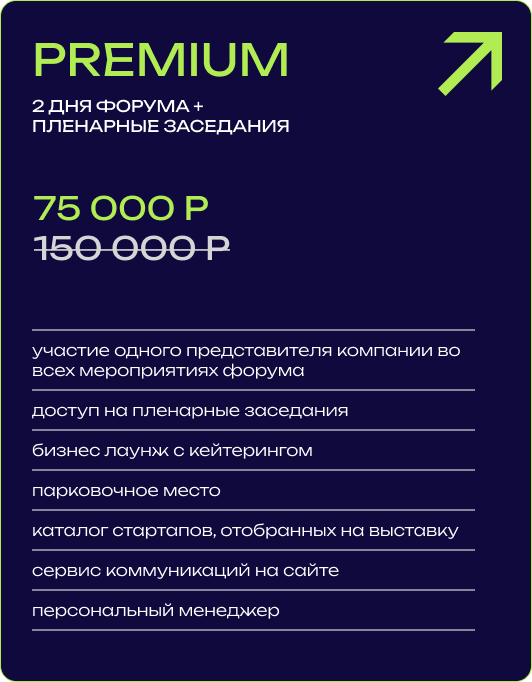 PREMIUM
2 ДНЯ ФОРУМА +
ПЛЕНАРНЫЕ ЗАСЕДАНИЯ
75 000 Р
150 000 Р
участие одного представителя компании во
всех мероприятиях форума
доступ на пленарные заседания
бизнес лаунж с кейтерингом
парковочное место
каталог стартапов, отобранных на выставку
сервис коммуникаций на сайте
персональный менеджер